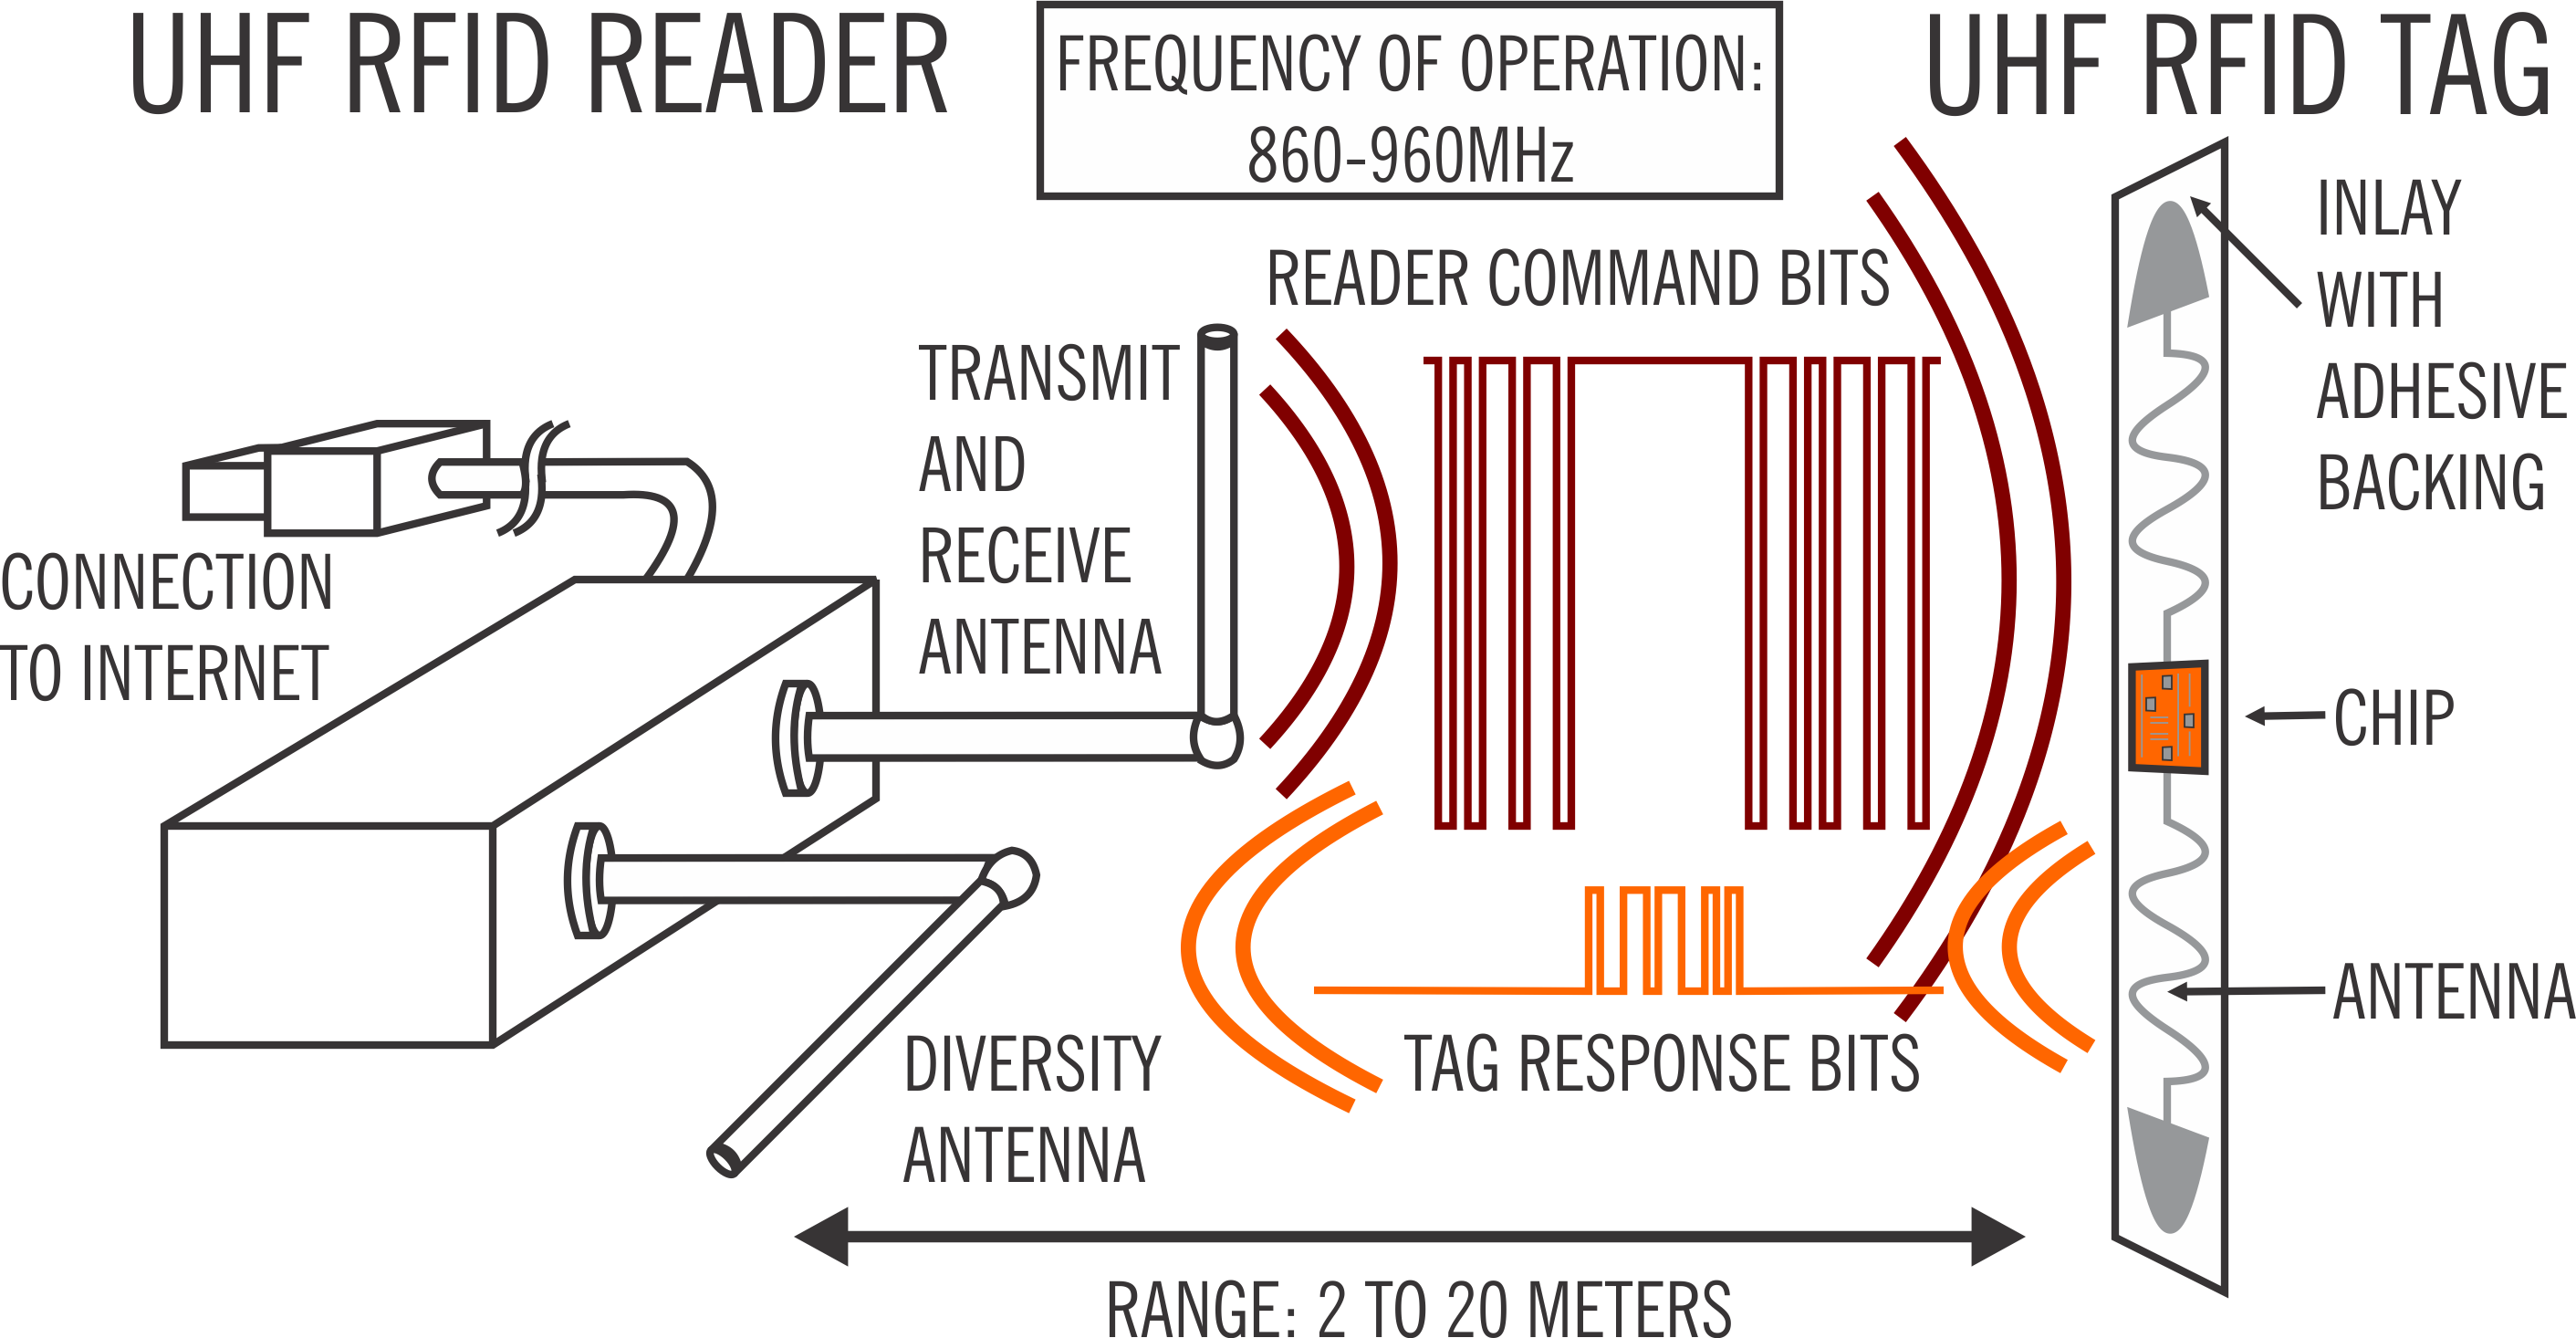 UHF RFID READER
FREQUENCY OF OPERATION:
860-960MHz
UHF RFID TAG
INLAY
WITH
ADHESIVE
BACKING
READER COMMAND BITS
TRANSMIT
AND
RECEIVE
ANTENNA
CONNECTION
TO INTERNET
CHIP
ANTENNA
DIVERSITY
ANTENNA
TAG RESPONSE BITS
RANGE: 2 TO 20 METERS